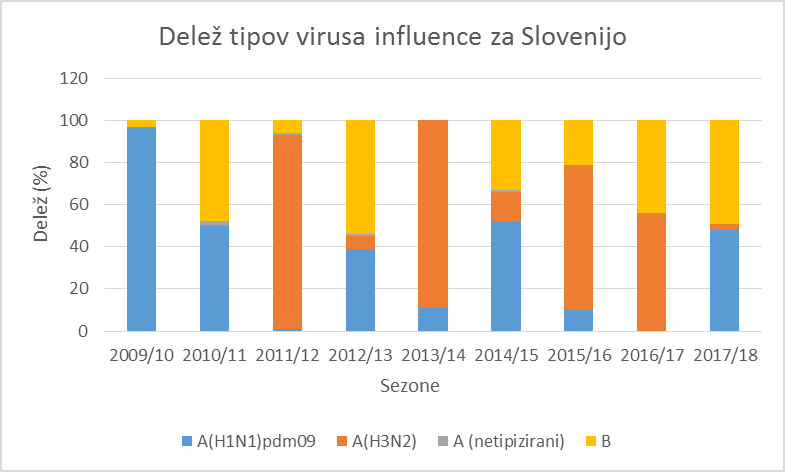 Delež tipov virusa influence za Slovenijo
120
100
80
60
40
20
0
Delež (%)
2009/10 2010/11 2011/12 2012/13 2013/14 2014/15 2015/16 2016/17 2017/18
Sezone
A(H1N1)pdm09 A(H3N2) A (netipizirani) B